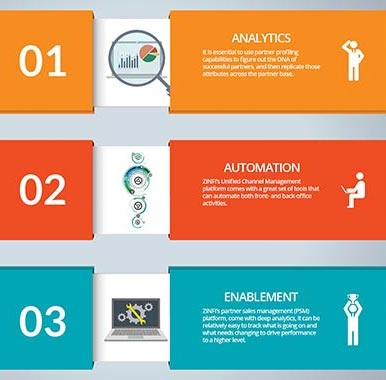 01
ANALYTICS
It is essential to use partner profiling
capabilities to figure out the DNA of
successful partners, and then replicate those
attributes across the partner base.
02
AUTOMATION
ZINFI's Unified Channel Management
platform comes with a great set of tools that
can automate both front- and back-office
activities.
03
ENABLEMENT
ZINFI's partner sales management (PSM)
platform, come with deep analytics, it can be
relatively easy to track what is going on and
what needs changing to drive performance
to a higher level.